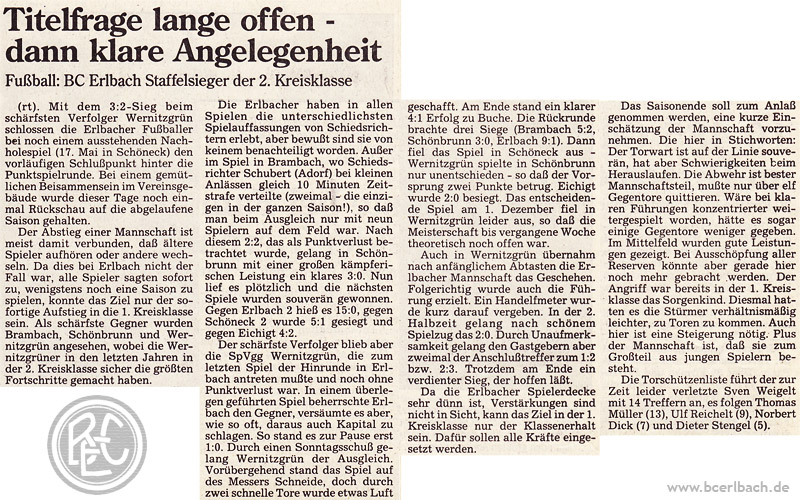 Titelfrage lange offen -
dann klare Angelegenheit
Fußball: BC Erlbach Staffelsieger der 2. Kreisklasse
(rt). Mit dem 3:2-Sieg beim
schärfsten Verfolger Wernitzgrün
schlossen die Erlbacher Fußballer
bei noch einem ausstehenden Nach-
holespiel (17. Mai in Schöneck) den
vorläufigen Schlußpunkt hinter die
Punktspielrunde. Bei einem gemüt-
lichen Beisammensein im Vereinsge-
bäude wurde dieser Tage noch ein-
mal Rückschau auf die abgelaufene
Saison gehalten.
Der Abstieg einer Mannschaft ist
meist damit verbunden, daß ältere
Spieler aufhören oder andere wech-
seln. Da dies bei Erlbach nicht der
Fall war, alle Spieler sagten sofort
zu, wenigstens noch eine Saison zu
spielen, konnte das Ziel nur der so-
fortige Aufstieg in die 1. Kreisklasse
sein. Als schärfste Gegner wurden
Brambach, Schönbrunn und Wer-
nitzgrün angesehen, wobei die Wer-
nitzgrüner in den letzten Jahren in
der 2. Kreisklasse sicher die größten
Fortschritte gemacht haben.
Die Erlbacher haben in allen
Spielen die unterschiedlichsten
Spielauffassungen von Schiedsrich-
tern erlebt, aber bewußt sind sie von
keinem benachteiligt worden. Außer
im Spiel in Brambach, wo Schieds-
richter Schubert (Adorf) bei kleinen
Anlässen gleich 10 Minuten Zeit-
strafe verteilte (zweimal - die einzi-
gen in der ganzen Saison!), so daß
man beim Ausgleich nur mit neun
Spielern auf dem Feld war. Nach
diesem 2:2, das als Punktverlust be-
trachtet wurde, gelang in Schön-
brunn mit einer großen kämpferi-
schen Leistung ein klares 3:0. Nun
lief es plötzlich und die nächsten
Spiele wurden souverän gewonnen.
Gegen Erlbach 2 hieß es 15:0, gegen
Schöneck 2 wurde 5:1 gesiegt und
gegen Eichigt 4:2.
Der schärfste Verfolger blieb aber
die SpVgg Wernitzgrün, die zum
letzten Spiel der Hinrunde in Erl-
bach antreten mußte und noch ohne
Punktverlust war. In einem überle-
gen geführten Spiel beherrschte Erl-
bach den Gegner, versäumte es aber,
wie so oft, daraus auch Kapital zu
schlagen. So stand es zur Pause erst
1:0. Durch einen Sonntagsschuß ge-
lang Wernitzgrün der Ausgleich.
Vorübergehend stand das Spiel auf
des Messers Schneide, doch durch
zwei schnelle Tore wurde etwas Luft
geschafft. Am Ende stand ein klarer
4:1 Erfolg zu Buche. Die Rückrunde
brachte drei Siege (Brambach 5:2,
Schönbrunn 3:0, Erlbach 9:1). Dann
fiel das Spiel in Schöneck aus -
Wernitzgrün spielte in Schönbrunn
nur unentschieden - so daß der Vor-
sprung zwei Punkte betrug. Eichigt
wurde 2:0 besiegt. Das entscheiden-
de Spiel am 1. Dezember fiel in
Wernitzgrün leider aus, so daß die
Meisterschaft bis vergangene Woche
theoretisch noch offen war.
Auch in Wernitzgrün übernahm
nach anfänglichem Abtasten die Erl-
bacher Mannschaft das Geschehen.
Folgerichtig wurde auch die Füh-
rung erzielt. Ein Handelfmeter wur-
de kurz darauf vergeben. In der 2.
Halbzeit gelang nach schönem
Spielzug das 2:0. Durch Unaufmerk-
samkeit gelang den Gastgebern aber
zweimal der Anschlußtreffer zum 1:2
bzw. 2:3. Trotzdem am Ende ein
verdienter Sieg, der hoffen läßt.
Da die Erlbacher Spielerdecke
sehr dünn ist, Verstärkungen sind
nicht in Sicht, kann das Ziel in der 1.
Kreisklasse nur der Klassenerhalt
sein. Dafür sollen alle Kräfte einge-
setzt werden.
Das Saisonende soll zum Anlaß
genommen werden, eine kurze Ein-
schätzung der Mannschaft vorzu-
nehmen. Die hier in Stichworten:
Der Torwart ist auf der Linie souve-
rän, hat aber Schwierigkeiten beim
Herauslaufen. Die Abwehr ist bester
Mannschaftsteil, mußte nur über elf
Gegentore quittieren. Wäre bei kla-
ren Führungen konzentrierter wei-
tergespielt worden, hätte es sogar
einige Gegentore weniger gegeben.
Im Mittelfeld wurden gute Leistun-
gen gezeigt. Bei Ausschöpfung aller
Reserven könnte aber gerade hier
noch mehr gebracht werden. Der
Angriff war bereits in der 1. Kreis-
klasse das Sorgenkind. Diesmal hat-
ten es die Stürmer verhältnismäßig
leichter, zu Toren zu kommen. Auch
hier ist eine Steigerung nötig. Plus
der Mannschaft ist, daß sie zum
Großteil aus jungen Spielern be-
steht.
Die Torschützenliste führt der zur
Zeit leider verletzte Sven Weigelt
mit 14 Treffern an, es folgen Thomas
Müller (13), Ulf Reichelt (9), Norbert
Dick (7) und Dieter Stengel (5).
BCE
www.bcerlbach.de